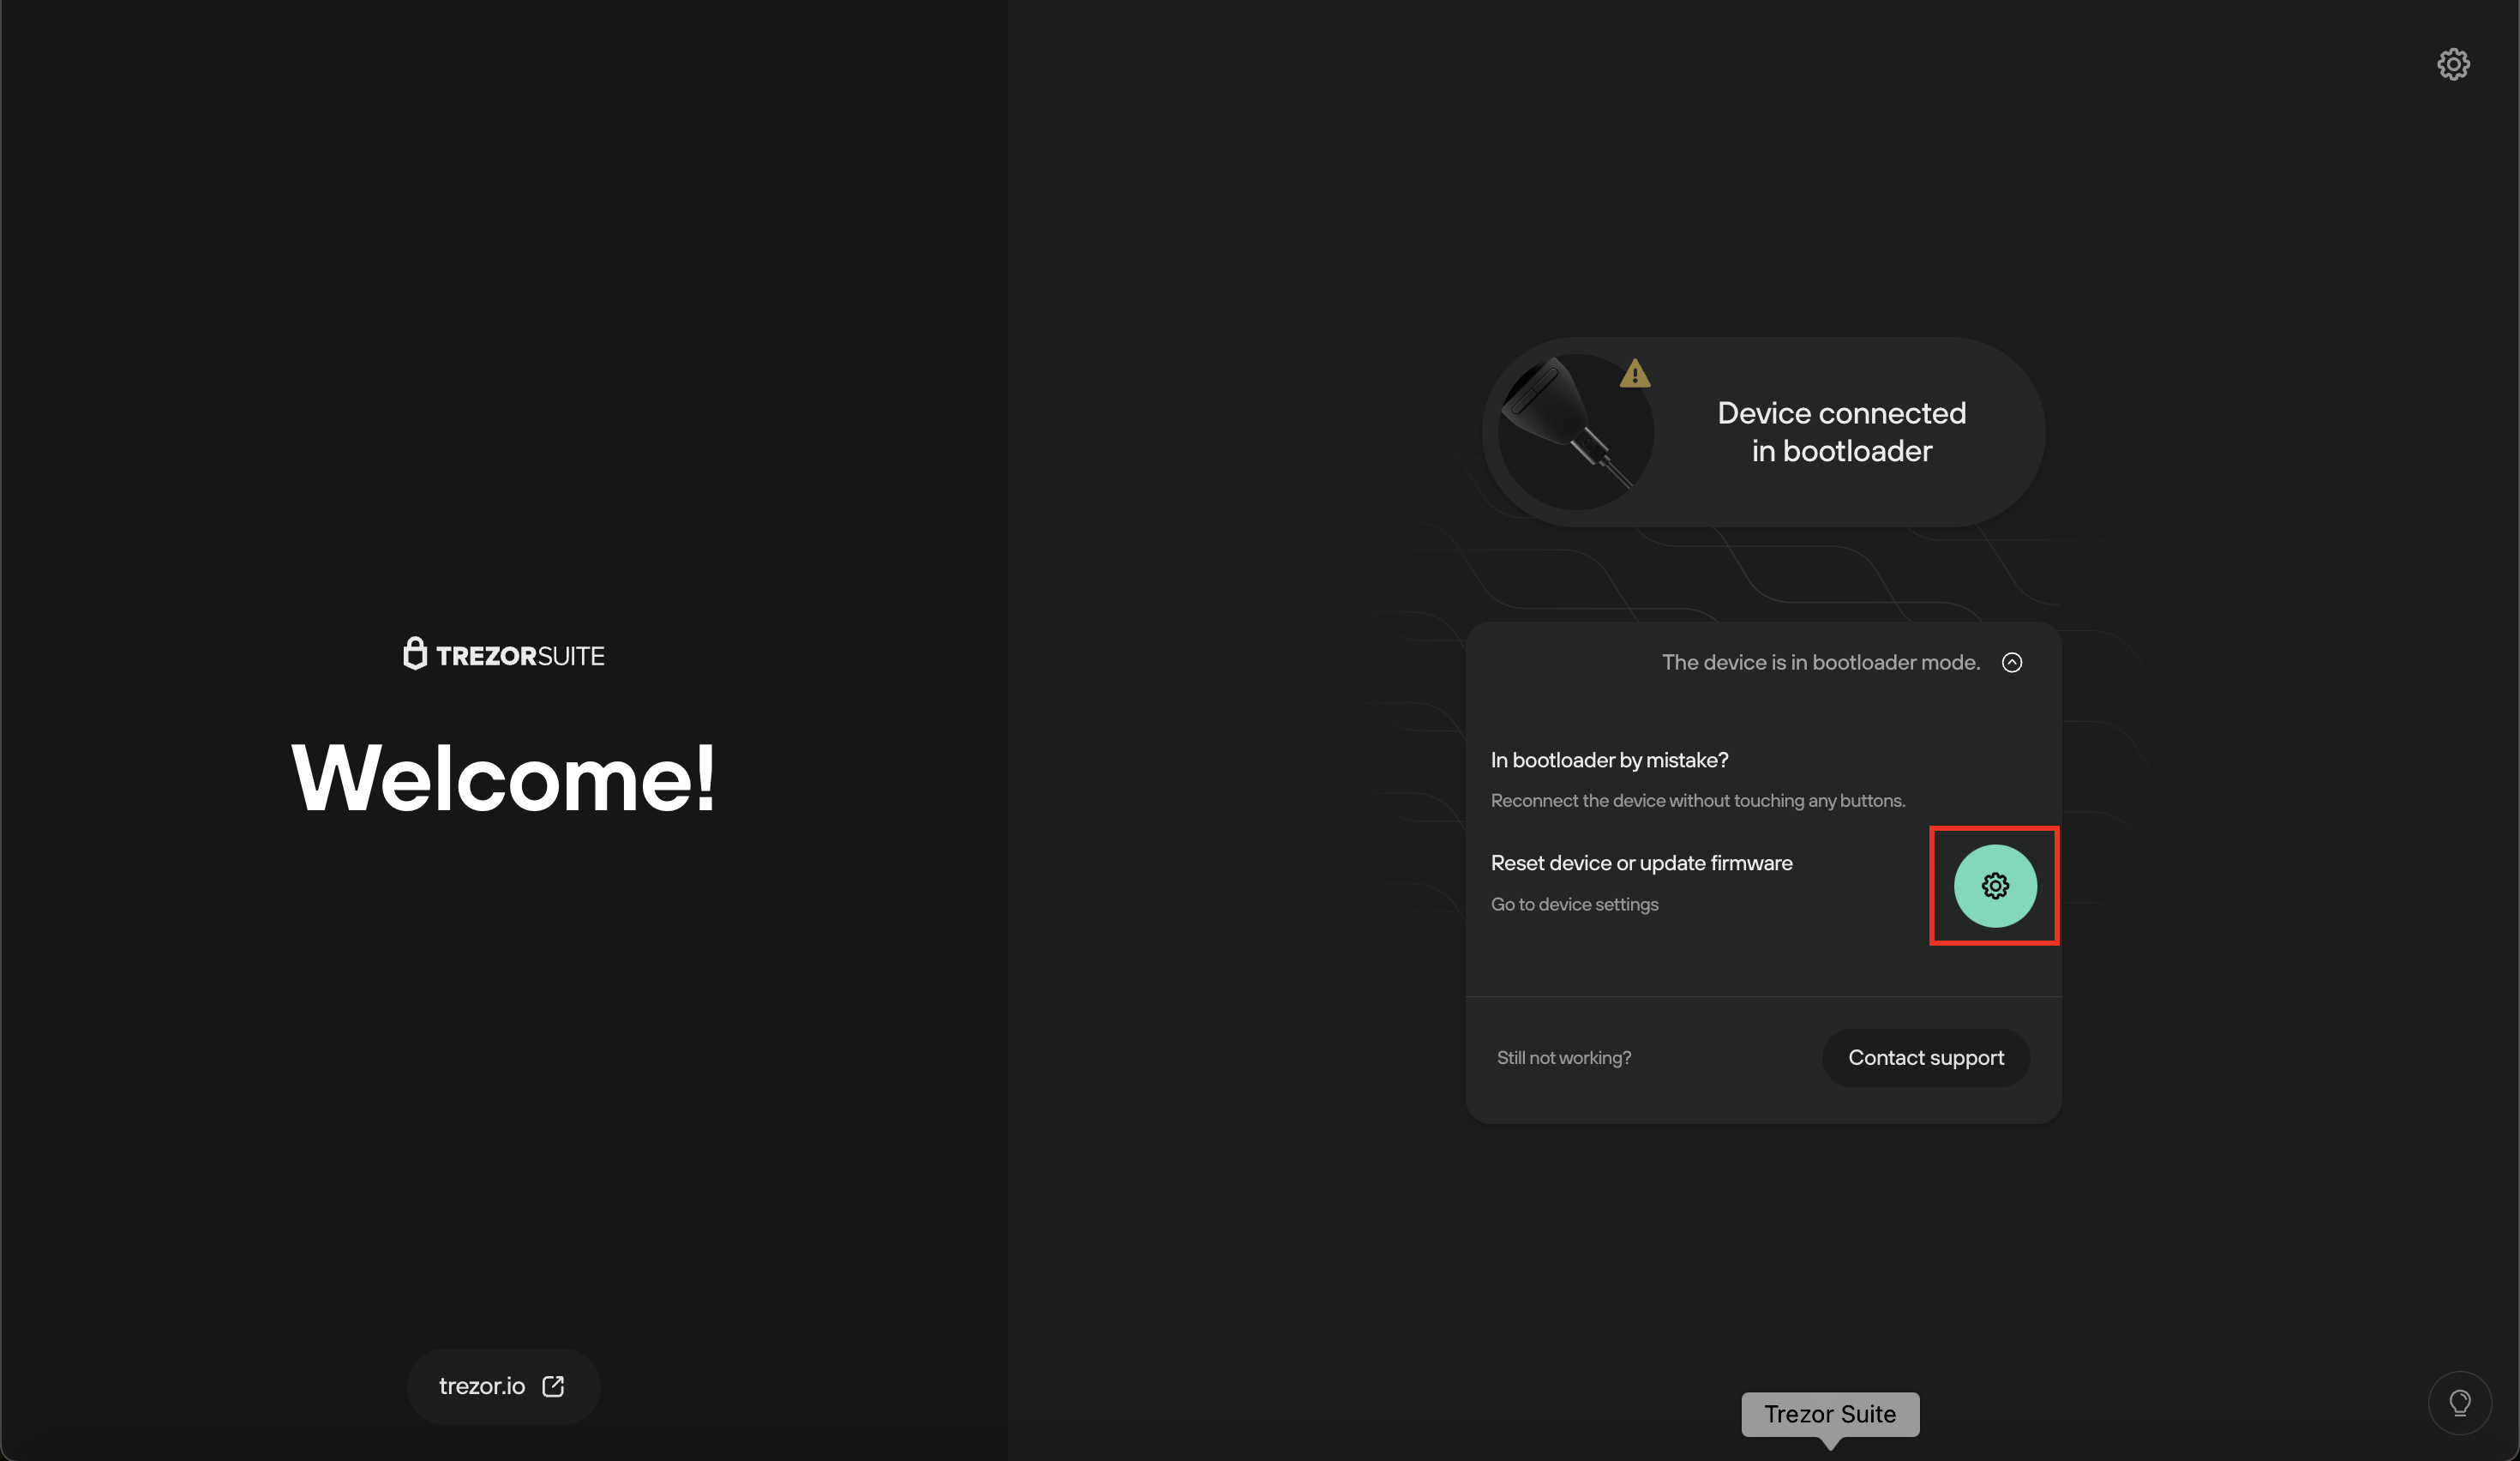 TREZORSUITE
Welcome!
trezor.io
Device connected
in bootloader
The device is in bootloader mode.
In bootloader by mistake?
Reconnect the device without touching any buttons.
Reset device or update firmware
Go to device settings
Still not working?
Contact support
Trezor Suite